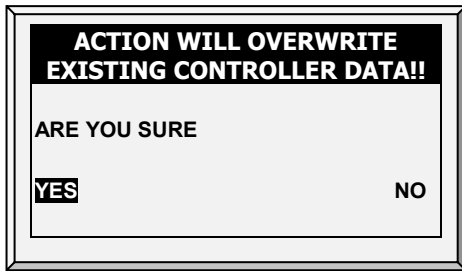 ACTION WILL OVERWRITE
EXISTING CONTROLLER DATA!!
ARE YOU SURE
YES NO